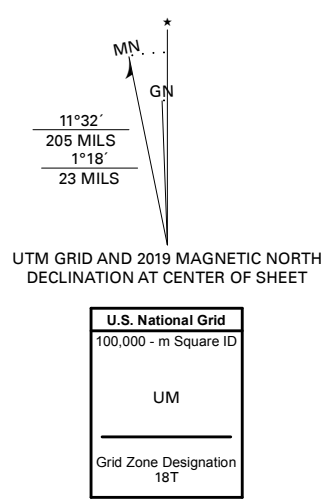 ★
MN
GN
11°32´
205 MILS
1°18´
23 MILS
UTM GRID AND 2019 MAGNETIC NORTH
DECLINATION AT CENTER OF SHEET
U.S. National Grid
100,000 - m Square ID
UM
Grid Zone Designation
18T